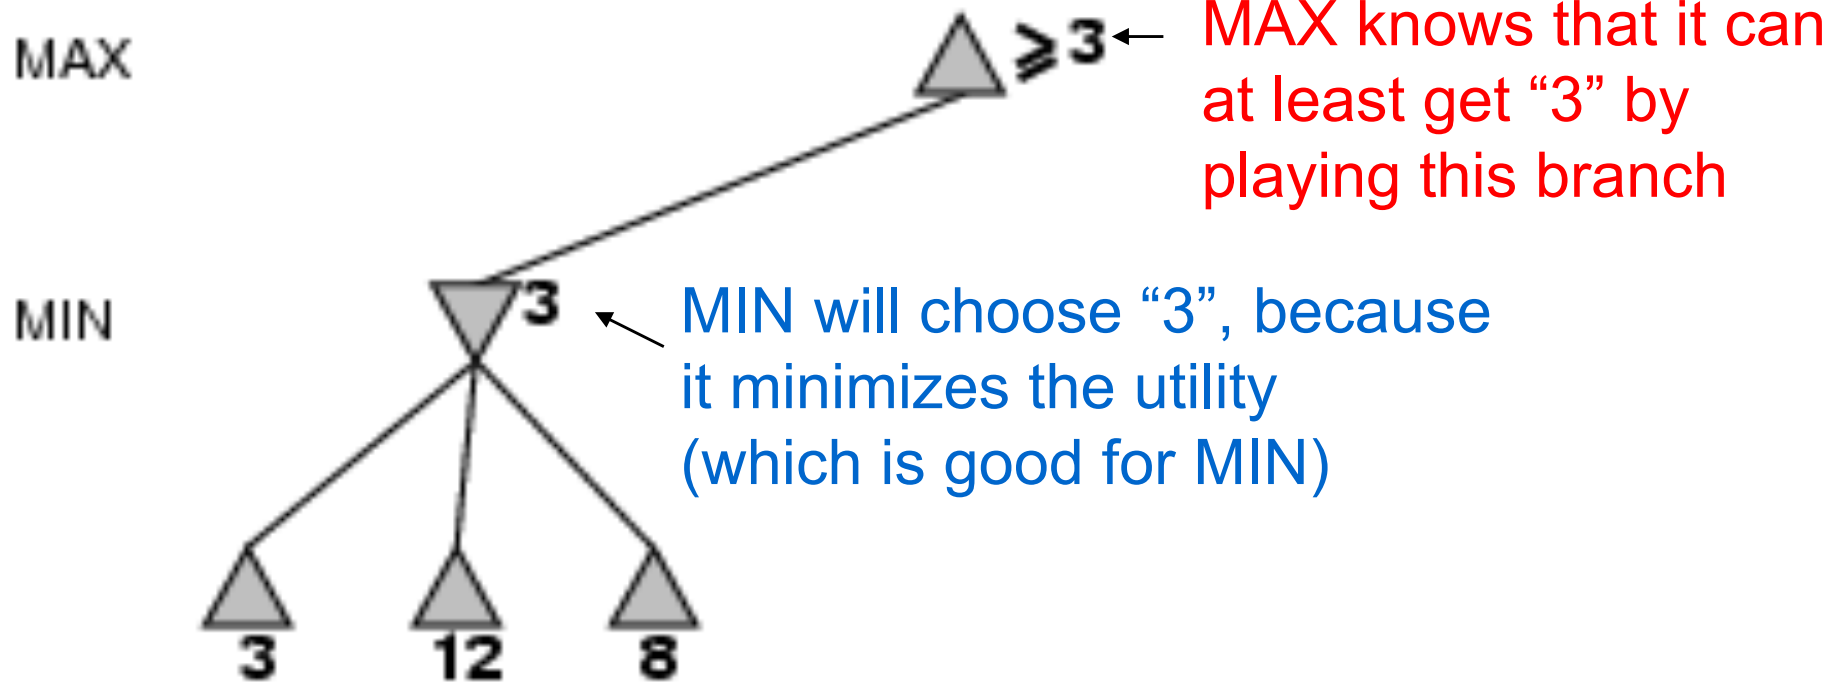 MAX
≥3
MAX knows that it can
at least get “3” by
playing this branch
MIN
3
MIN will choose “3”, because
it minimizes the utility
(which is good for MIN)
3 12 8